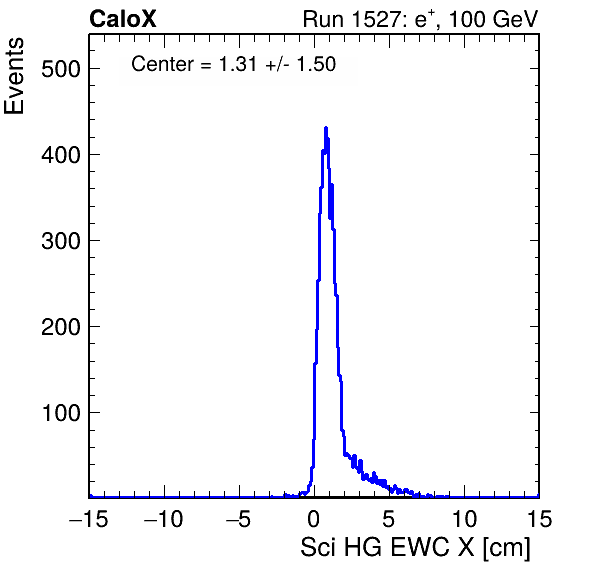 CaloX Run 1527: e⁺, 100 GeV
Events
Center = 1.31 +/- 1.50
500
400
300
200
100
−15 −10 −5 0 5 10 15
Sci HG EWC X [cm]